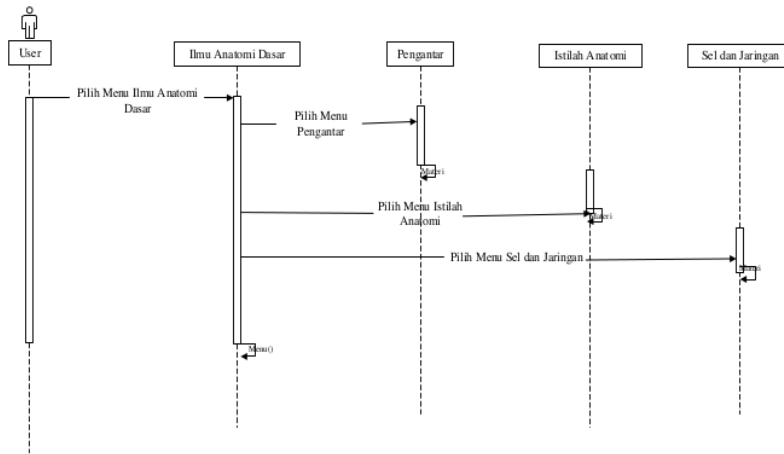 User
Ilmu Anatomi Dasar
Pengantar
Istilah Anatomi
Sel dan Jaringan
Pilih Menu Ilmu Anatomi
Dasar
Pilih Menu
Pengantar
Materi
Pilih Menu Istilah
Anatomi
Materi
Pilih Menu Sel dan Jaringan
Menu()